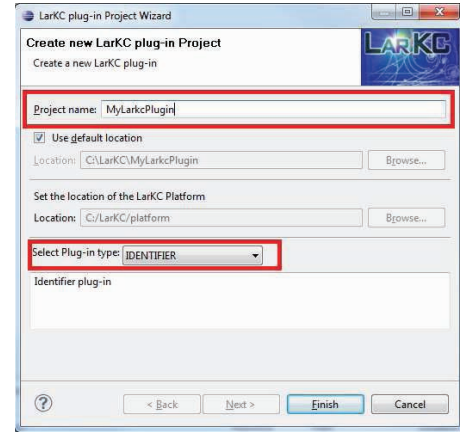 LarKC plug-in Project Wizard
Create new LarKC plug-in Project
Create a new LarKC plug-in
LARKC
Project name: MyLarkcPlugin
Use default location
Location: C:\LarKC\MyLarkcPlugin Browse...
Set the location of the LarKC Platform
Location: C:/LarKC/platform Browse...
Select Plug-in type: IDENTIFIER
Identifier plug-in
? < Back Next > Finish Cancel